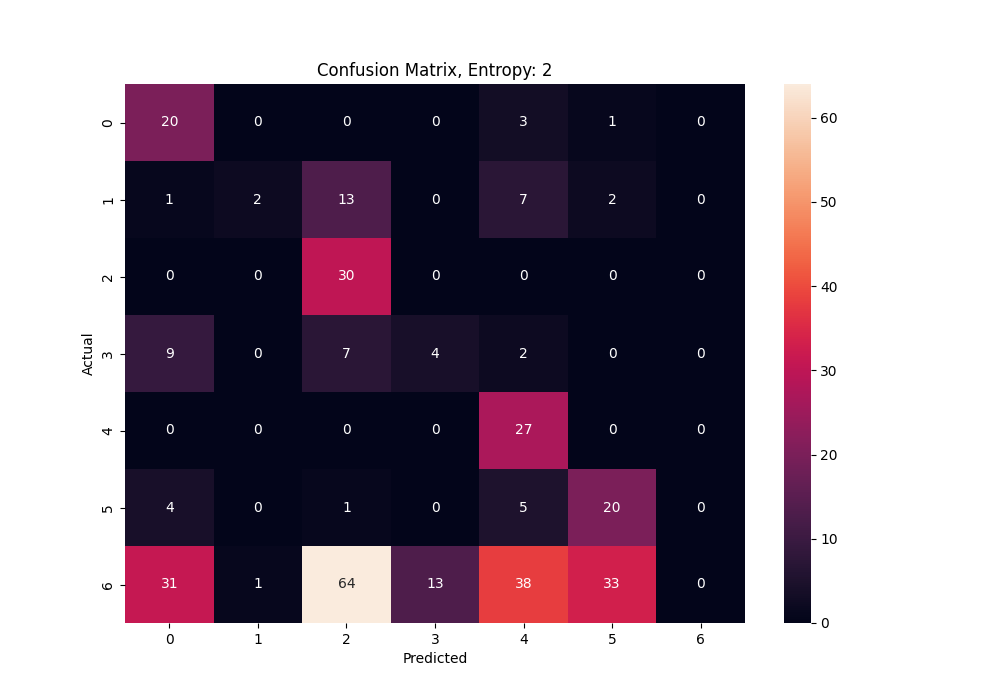 Confusion Matrix, Entropy: 2
0 20 0 0 0 3 1 0
1 1 2 13 0 7 2 0
2 0 0 30 0 0 0 0
3 9 0 7 4 2 0 0
4 0 0 0 0 27 0 0
5 4 0 1 0 5 20 0
6 31 1 64 13 38 33 0
0 1 2 3 4 5 6
Predicted
Actual
60
50
40
30
20
10
0